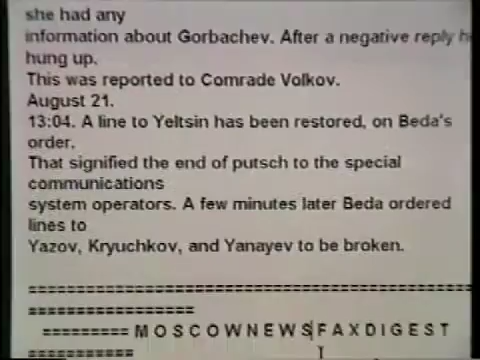 she had any
information about Gorbachev. After a negative reply h
hung up.
This was reported to Comrade Volkov.
August 21.
13:04. A line to Yeltsin has been restored, on Beda's
order.
That signified the end of putsch to the special
communications
system operators. A few minutes later Beda ordered
lines to
Yazov, Kryuchkov, and Yanayev to be broken.
==================================================
===================
========= M O S C O W N E W S F A X D I G E S T
===========